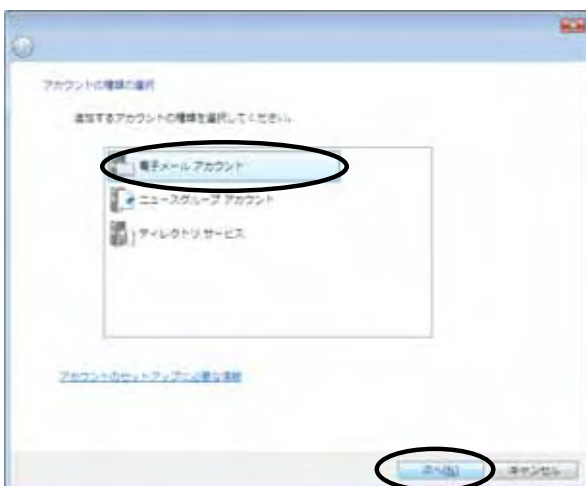 アカウントの種類の選択
追加するアカウントの種類を選択してください。
電子メール アカウント
ニュースグループ アカウント
ディレクトリ サービス
アカウントのセットアップに必要な情報
次へ(N)
キャンセル